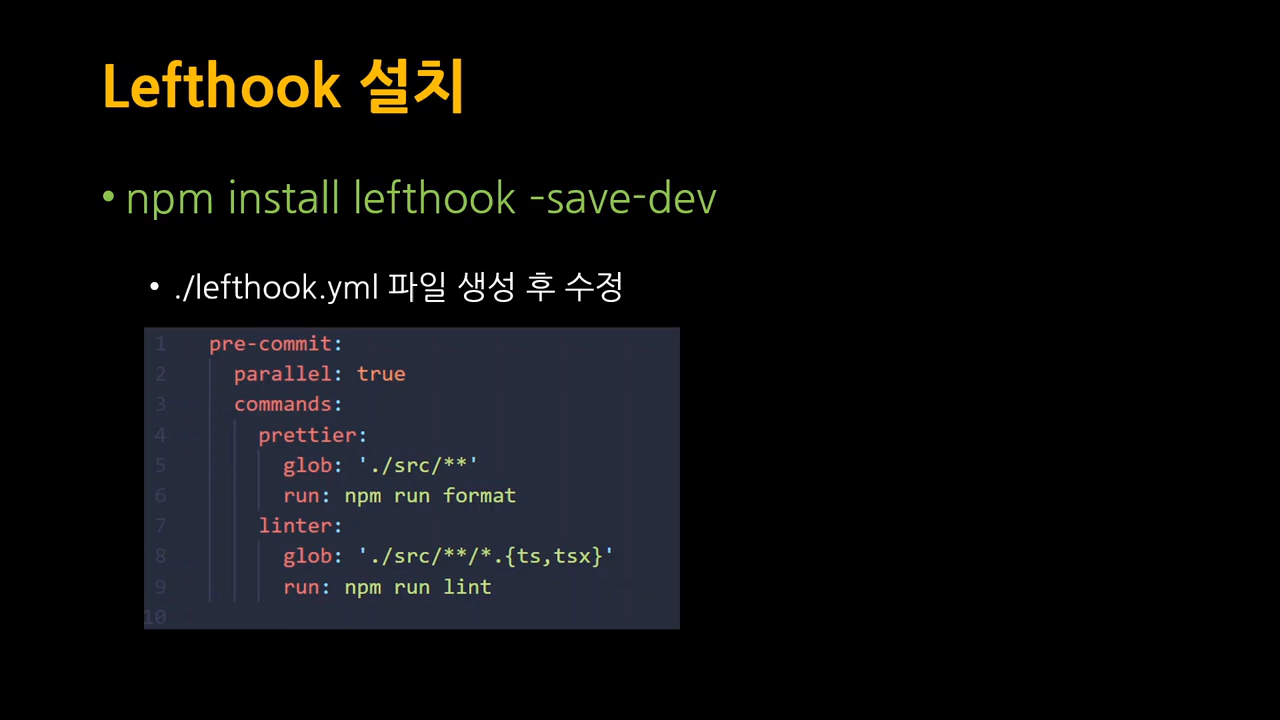 Lefthook 설치
• npm install lefthook -save-dev
• ./lefthook.yml 파일 생성 후 수정
1 pre-commit:
2 parallel: true
3 commands:
4 prettier:
5 glob: './src/**'
6 run: npm run format
7 linter:
8 glob: './src/**/*.{ts,tsx}'
9 run: npm run lint
10